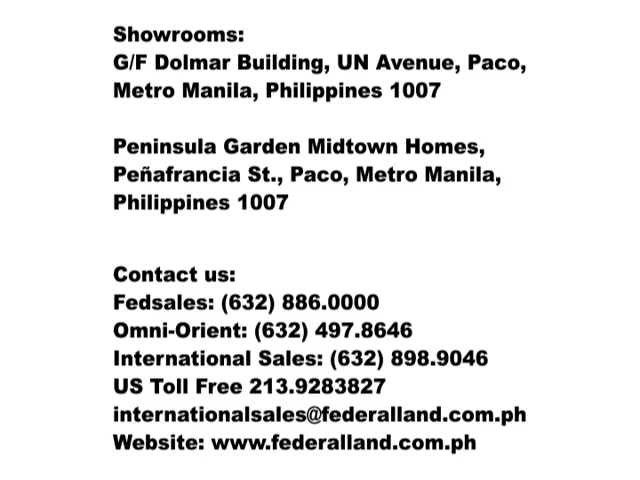 Showrooms:
G/F Dolmar Building, UN Avenue, Paco,
Metro Manila, Philippines 1007
Peninsula Garden Midtown Homes,
Peñafrancia St., Paco, Metro Manila,
Philippines 1007
Contact us:
Fedsales: (632) 886.0000
Omni-Orient: (632) 497.8646
International Sales: (632) 898.9046
US Toll Free 213.9283827
internationalsales@federalland.com.ph
Website: www.federalland.com.ph